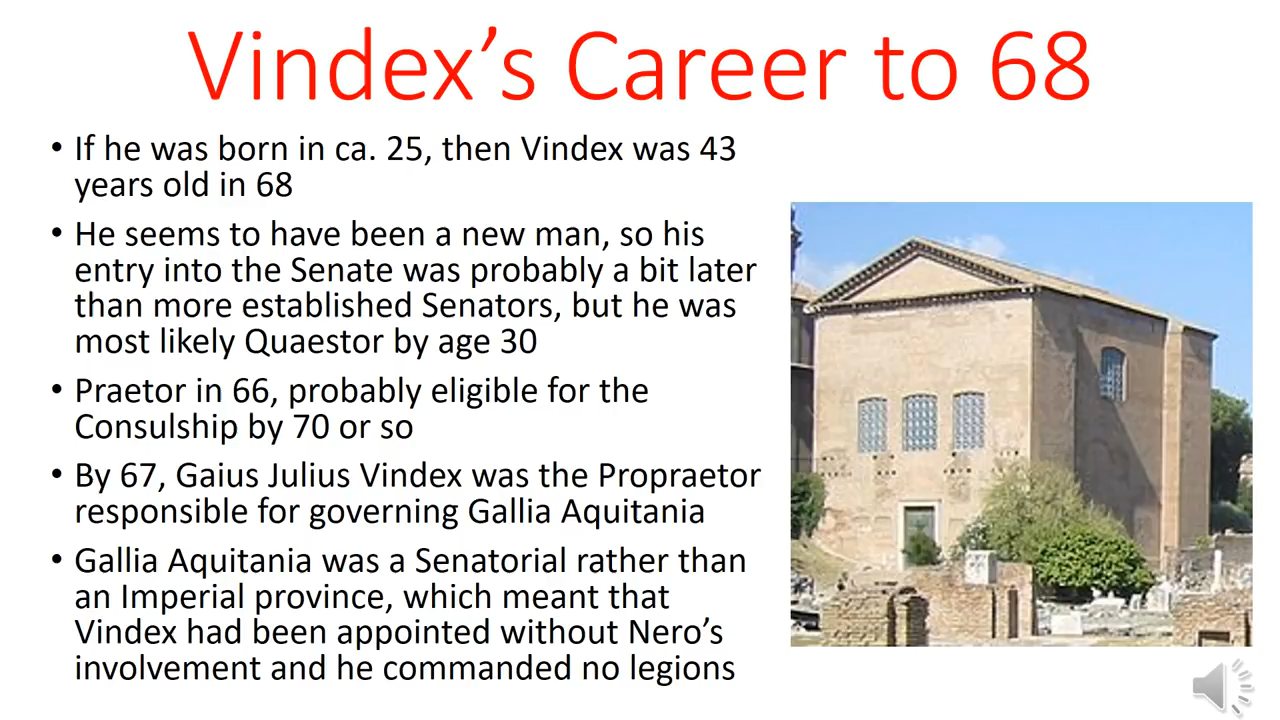 Vindex’s Career to 68
• If he was born in ca. 25, then Vindex was 43
years old in 68
• He seems to have been a new man, so his
entry into the Senate was probably a bit later
than more established Senators, but he was
most likely Quaestor by age 30
• Praetor in 66, probably eligible for the
Consulship by 70 or so
• By 67, Gaius Julius Vindex was the Propraetor
responsible for governing Gallia Aquitania
• Gallia Aquitania was a Senatorial rather than
an Imperial province, which meant that
Vindex had been appointed without Nero’s
involvement and he commanded no legions